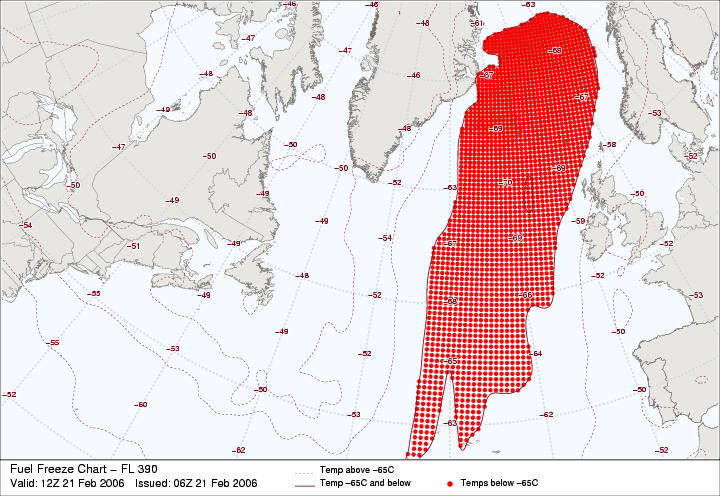 −46 −46 −48 −61 −63
−47 −47 −68
−48 −46 −67 −67
−49 −48 −48 −53
−47 −50 −50 −48 −69 −58 −52
−50 −49 −49 −50 −52 −63 −70 −69 −50
−54 −51 −49 −49 −54 −67 −69 −59 −52
−55 −49 −48 −52 −68 −66 −52 −53
−55 −53 −49 −52 −65 −64 −50
−52 −60 −50 −53 −63 −62 −50
−62 −52
Fuel Freeze Chart – FL 390
Valid: 12Z 21 Feb 2006 Issued: 06Z 21 Feb 2006
Temp above −65C
Temp −65C and below
Temps below −65C